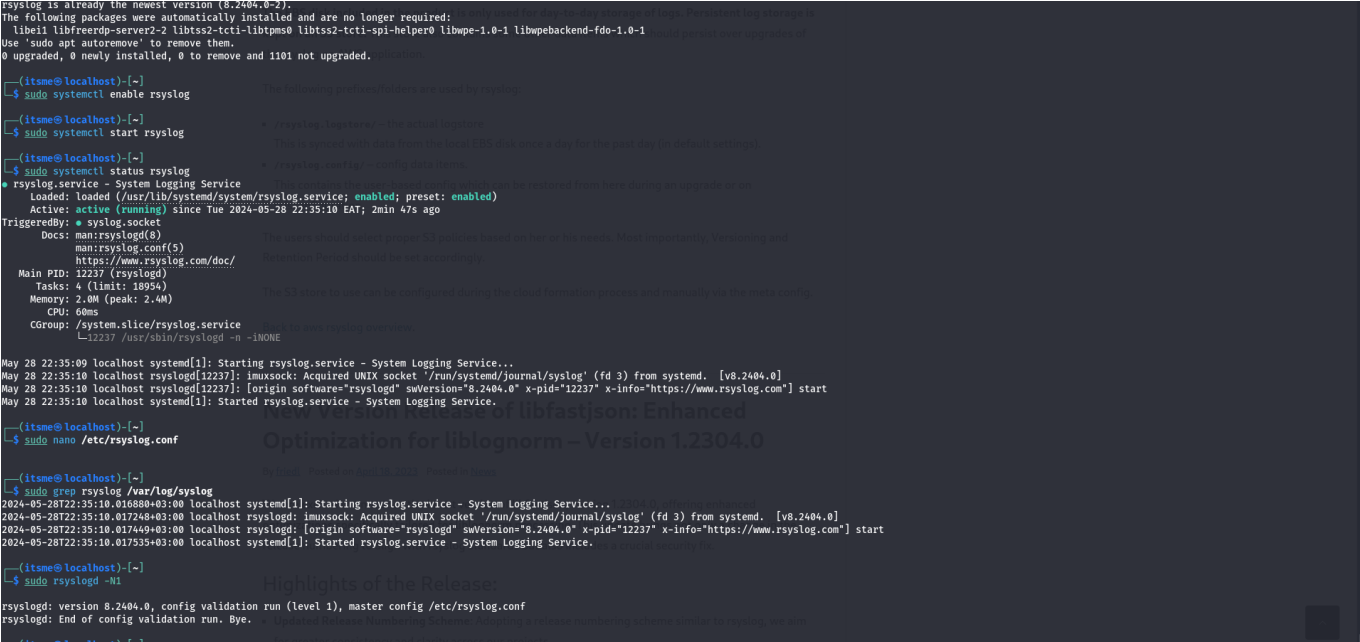 rsyslog is already the newest version (8.2404.0-2).
The following packages were automatically installed and are no longer required:
  libei1 libfreerdp-server2-2 libtss2-tcti-libtpms0 libtss2-tcti-spi-helper0 libwpe-1.0-1 libwpebackend-fdo-1.0-1
Use 'sudo apt autoremove' to remove them.
0 upgraded, 0 newly installed, 0 to remove and 1101 not upgraded.
┌──(itsme㉿localhost)-[~]
└─$ sudo systemctl enable rsyslog
┌──(itsme㉿localhost)-[~]
└─$ sudo systemctl start rsyslog
┌──(itsme㉿localhost)-[~]
└─$ sudo systemctl status rsyslog
● rsyslog.service - System Logging Service
     Loaded: loaded (/usr/lib/systemd/system/rsyslog.service; enabled; preset: enabled)
     Active: active (running) since Tue 2024-05-28 22:35:10 EAT; 2min 47s ago
TriggeredBy: ● syslog.socket
       Docs: man:rsyslogd(8)
             man:rsyslog.conf(5)
             https://www.rsyslog.com/doc/
   Main PID: 12237 (rsyslogd)
      Tasks: 4 (limit: 18954)
     Memory: 2.0M (peak: 2.4M)
        CPU: 60ms
     CGroup: /system.slice/rsyslog.service
             └─12237 /usr/sbin/rsyslogd -n -iNONE
May 28 22:35:09 localhost systemd[1]: Starting rsyslog.service - System Logging Service...
May 28 22:35:10 localhost rsyslogd[12237]: imuxsock: Acquired UNIX socket '/run/systemd/journal/syslog' (fd 3) from systemd.  [v8.2404.0]
May 28 22:35:10 localhost rsyslogd[12237]: [origin software="rsyslogd" swVersion="8.2404.0" x-pid="12237" x-info="https://www.rsyslog.com"] start
May 28 22:35:10 localhost systemd[1]: Started rsyslog.service - System Logging Service.
New Version Release of libfastjson: Enhanced
Optimization for liblognorm – Version 1.2304.0
┌──(itsme㉿localhost)-[~]
└─$ sudo nano /etc/rsyslog.conf
┌──(itsme㉿localhost)-[~]
└─$ sudo grep rsyslog /var/log/syslog
2024-05-28T22:35:10.016880+03:00 localhost systemd[1]: Starting rsyslog.service - System Logging Service...
2024-05-28T22:35:10.017248+03:00 localhost rsyslogd: imuxsock: Acquired UNIX socket '/run/systemd/journal/syslog' (fd 3) from systemd.  [v8.2404.0]
2024-05-28T22:35:10.017449+03:00 localhost rsyslogd: [origin software="rsyslogd" swVersion="8.2404.0" x-pid="12237" x-info="https://www.rsyslog.com"] start
2024-05-28T22:35:10.017535+03:00 localhost systemd[1]: Started rsyslog.service - System Logging Service.
┌──(itsme㉿localhost)-[~]
└─$ sudo rsyslogd -N1
Highlights of the Release:
rsyslogd: version 8.2404.0, config validation run (level 1), master config /etc/rsyslog.conf
rsyslogd: End of config validation run. Bye.